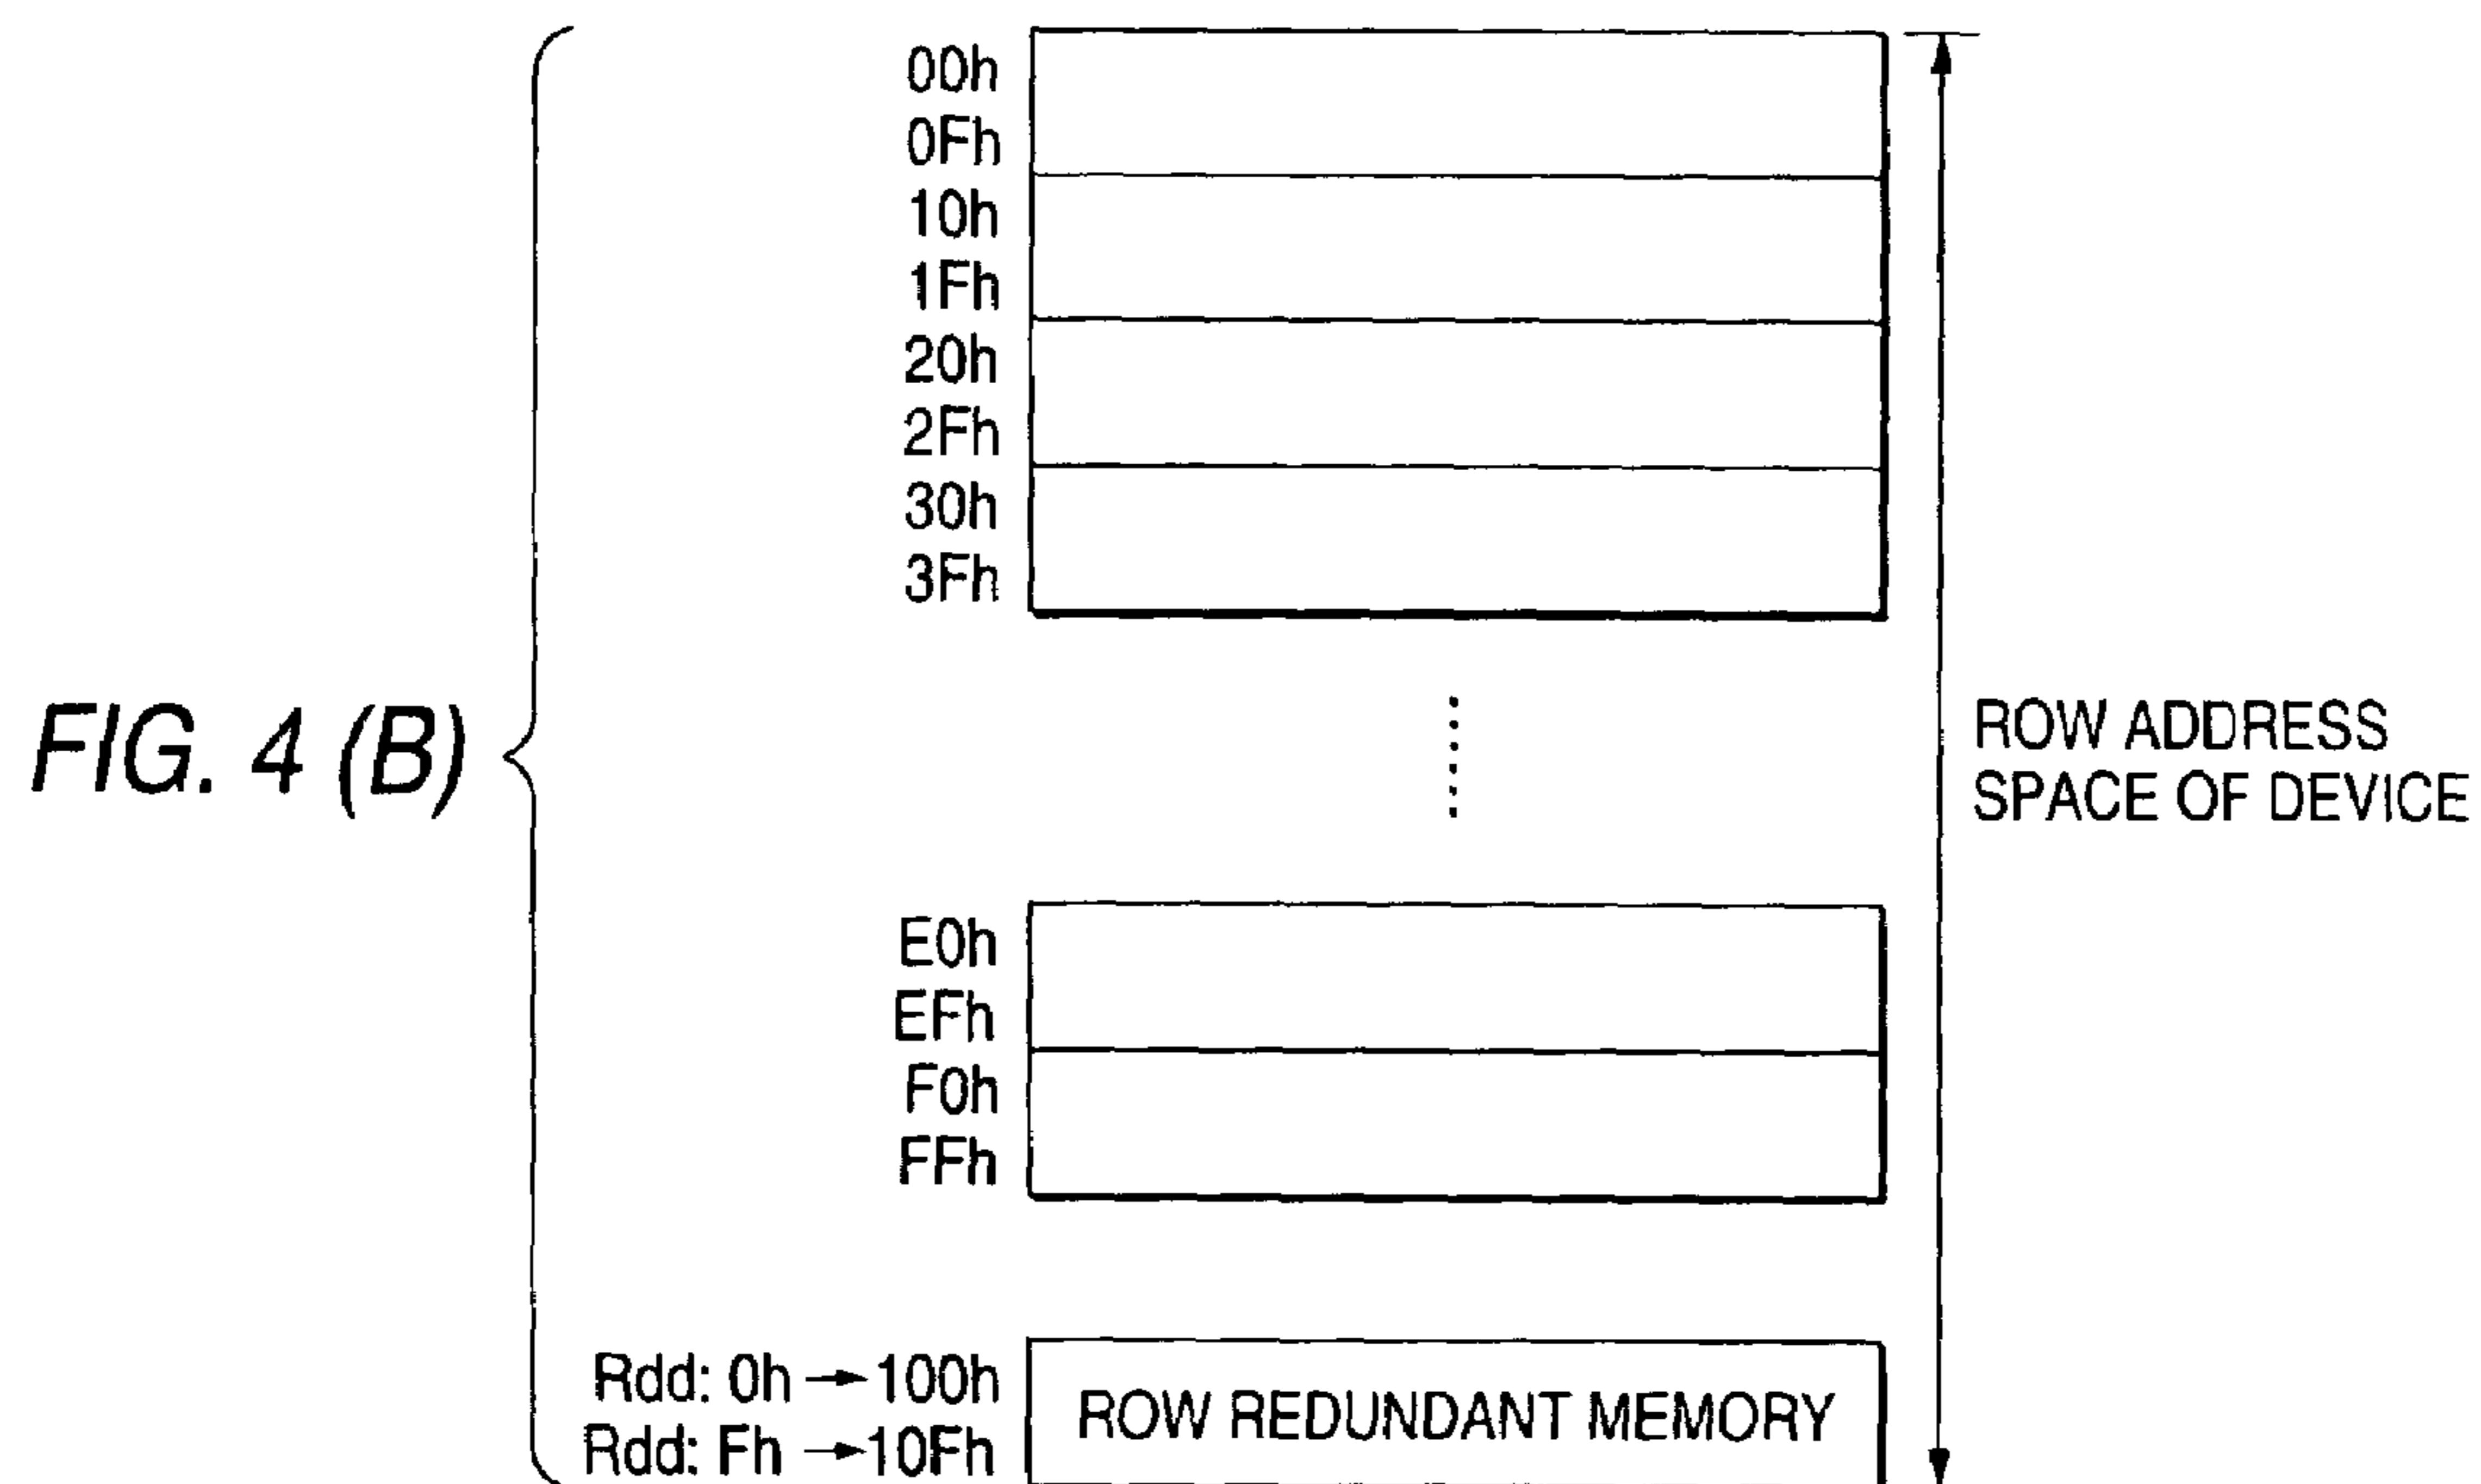 00h
0Fh
10h
1Fh
20h
2Fh
30h
3Fh
FIG. 4 (B)
ROW ADDRESS
SPACE OF DEVICE
E0h
EFh
F0h
FFh
Rdd: 0h → 100h
Rdd: Fh → 10Fh
ROW REDUNDANT MEMORY